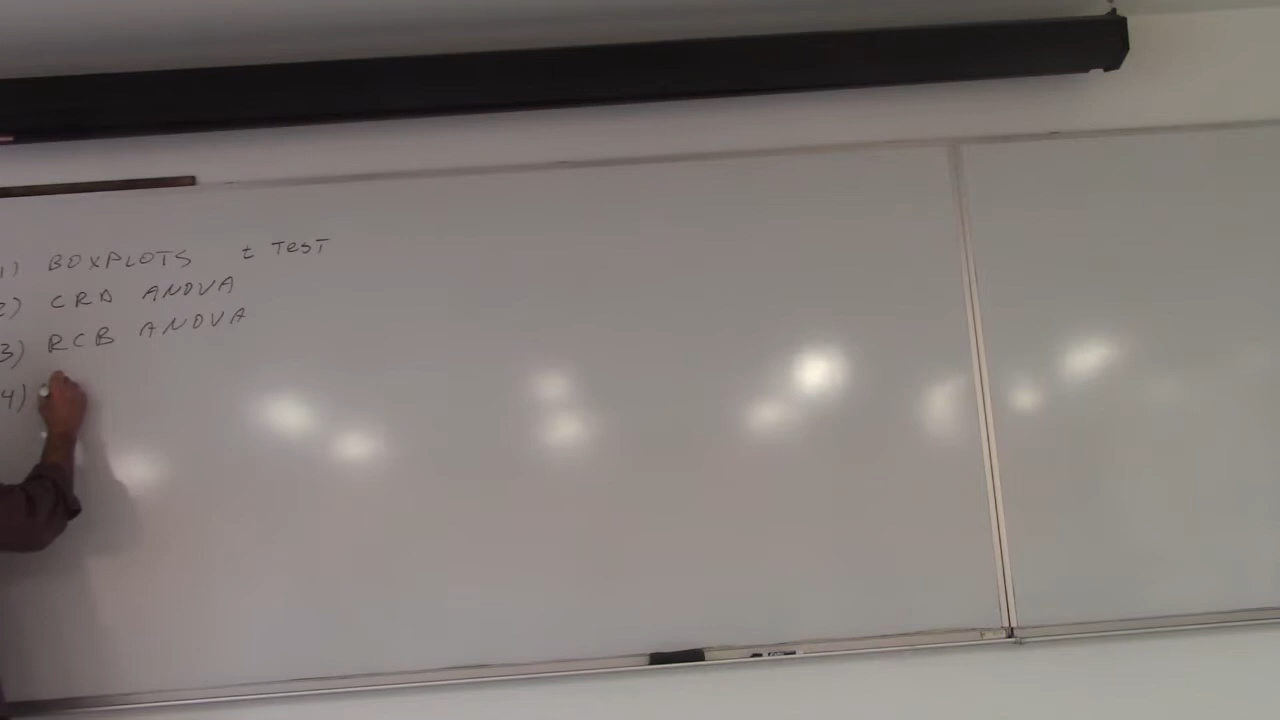 1) BOXPLOTS t TesT
2) CRD ANOVA
3) RCB ANOVA
4)